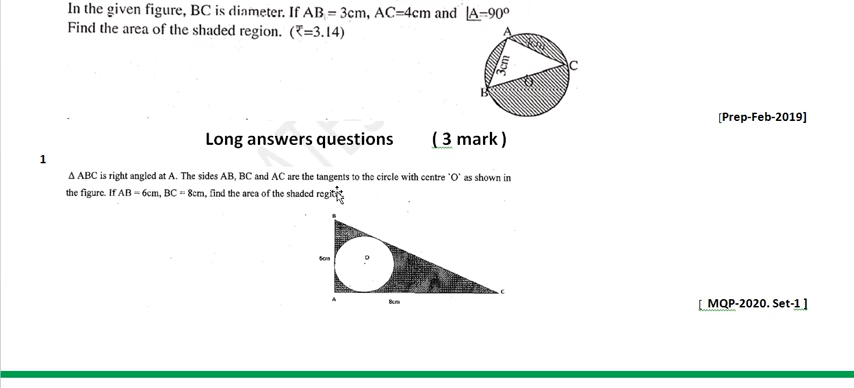 In the given figure, BC is diameter. If AB = 3cm, AC=4cm and ⌊A=90º
Find the area of the shaded region. (₹=3.14)
A
4cm
3cm
C
O
B
[Prep-Feb-2019]
Long answers questions ( 3 mark )
1
Δ ABC is right angled at A. The sides AB, BC and AC are the tangents to the circle with centre `O` as shown in
the figure. If AB = 6cm, BC = 8cm, find the area of the shaded region
B
6cm
O
A
8cm
C
[ MQP-2020. Set-1 ]